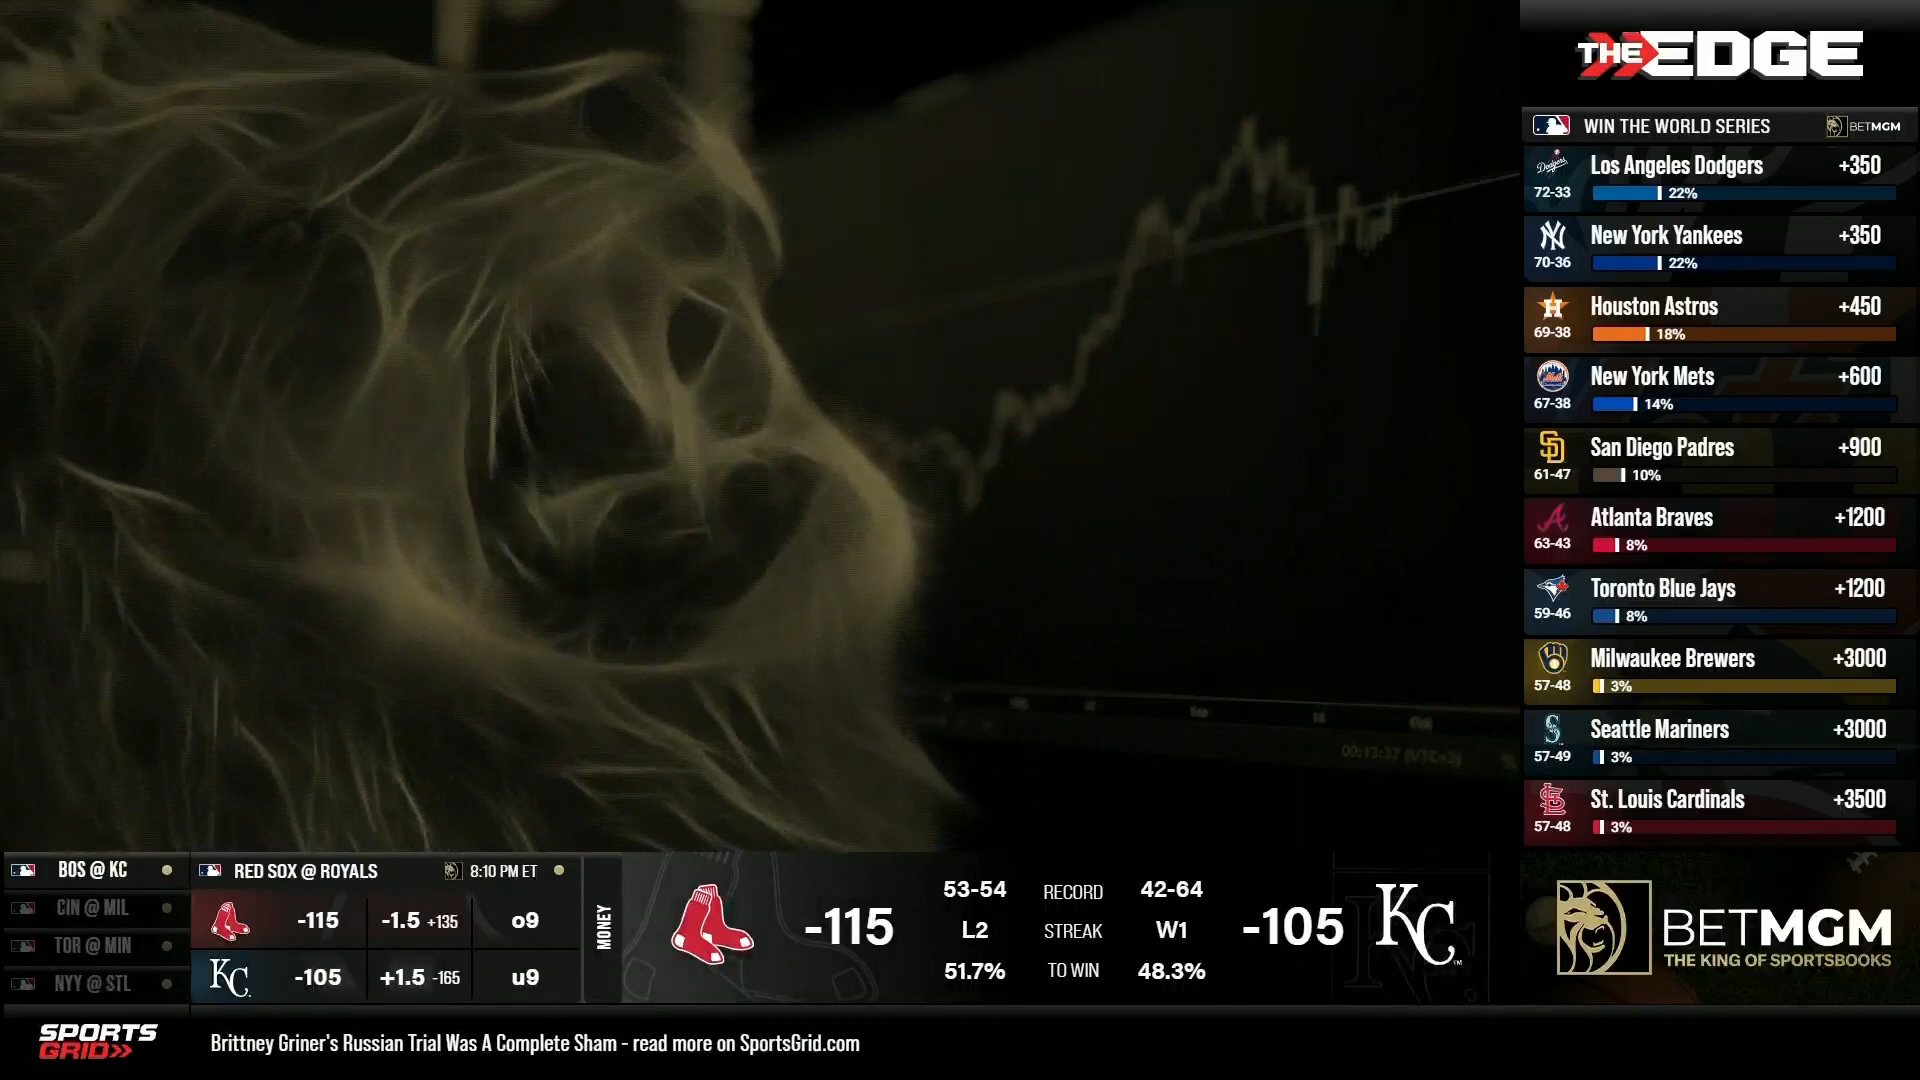 THE EDGE
WIN THE WORLD SERIES BETMGM
Dodgers Los Angeles Dodgers +350
72-33 22%
New York Yankees +350
70-36 22%
Houston Astros +450
69-38 18%
New York Mets +600
67-38 14%
San Diego Padres +900
61-47 10%
Atlanta Braves +1200
63-43 8%
Toronto Blue Jays +1200
59-46 8%
Milwaukee Brewers +3000
57-48 3%
Seattle Mariners +3000
57-49 3%
St. Louis Cardinals +3500
57-48 3%
00:13:37 (UTC+3)
BOS @ KC
CIN @ MIL
TOR @ MIN
NYY @ STL
RED SOX @ ROYALS 8:10 PM ET
-115 -1.5 +135 o9
KC -105 +1.5 -165 u9
MONEY
-115
53-54 RECORD 42-64
L2 STREAK W1
51.7% TO WIN 48.3%
-105 KC
BETMGM
THE KING OF SPORTSBOOKS
SPORTS
GRID
Brittney Griner's Russian Trial Was A Complete Sham - read more on SportsGrid.com